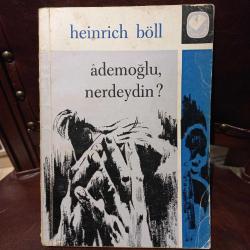 heinrich böll
âdemoğlu,
nerdeydin?